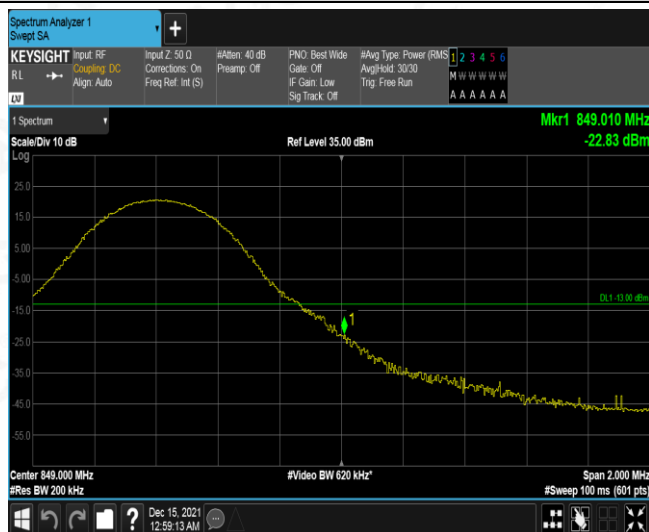 Spectrum Analyzer 1
Swept SA
+
KEYSIGHT
RL
LXI
Input: RF
Coupling: DC
Align: Auto
Input Z: 50 Ω
Corrections: On
Freq Ref: Int (S)
#Atten: 40 dB
Preamp: Off
PNO: Best Wide
Gate: Off
IF Gain: Low
Sig Track: Off
#Avg Type: Power (RMS
Avg|Hold: 30/30
Trig: Free Run
1 2 3 4 5 6
M W W W W W
A A A A A A
1 Spectrum
Mkr1 849.010 MHz
Scale/Div 10 dB
Ref Level 35.00 dBm
-22.83 dBm
Log
25.0
15.0
5.00
-5.00
DL1 -13.00 dBm
-15.0
1
-25.0
-35.0
-45.0
-55.0
Center 849.000 MHz
#Video BW 620 kHz*
Span 2.000 MHz
#Res BW 200 kHz
#Sweep 100 ms (601 pts)
?
Dec 15, 2021
12:59:13 AM